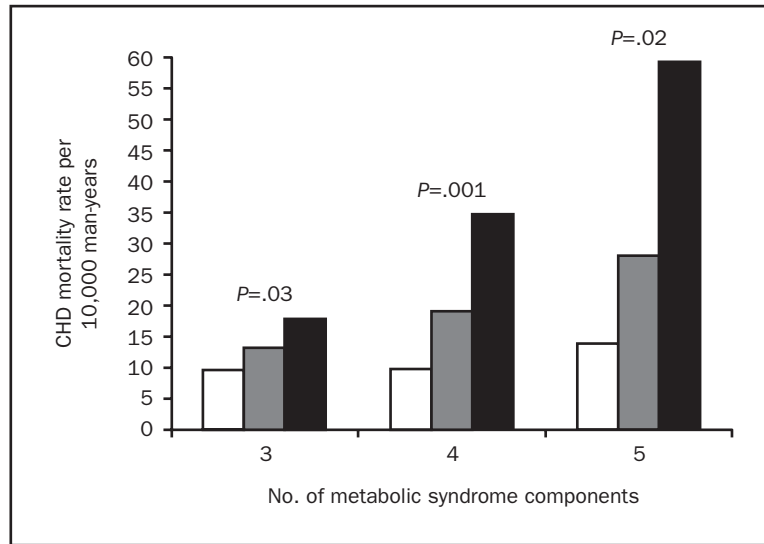 P=.02
60
55
50
45
40
35
30
25
20
15
10
5
0
P=.001
P=.03
CHD mortality rate per
10,000 man-years
3 4 5
No. of metabolic syndrome components